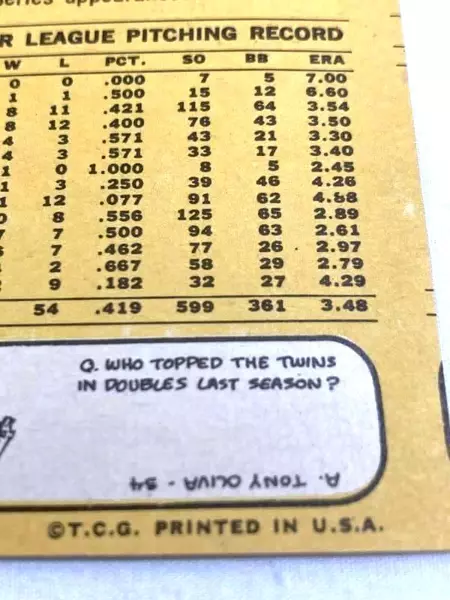 series appearan
R LEAGUE PITCHING RECORD
W L PCT. SO BB ERA
0 0 .000 7 5 7.00
1 1 .500 15 12 6.60
8 11 .421 115 64 3.54
8 12 .400 76 43 3.50
4 3 .571 43 21 3.30
4 3 .571 33 17 3.40
1 0 1.000 8 5 2.45
1 3 .250 39 46 4.26
1 12 .077 91 62 4.88
0 8 .556 125 65 2.89
7 7 .500 94 63 2.61
7 .462 77 26 2.97
2 .667 58 29 2.79
9 .182 32 27 4.29
54 .419 599 361 3.48
Q. WHO TOPPED THE TWINS
IN DOUBLES LAST SEASON?
A. TONY OLIVA - 34
©T.C.G. PRINTED IN U.S.A.